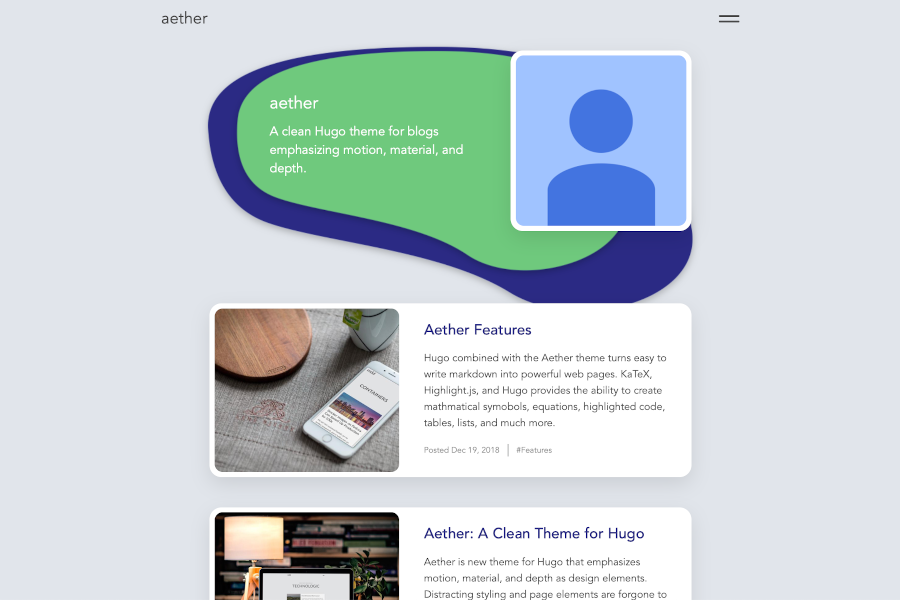 aether
aether
A clean Hugo theme for blogs
emphasizing motion, material, and
depth.
CONTAINERS
Aether Features
Hugo combined with the Aether theme turns easy to
write markdown into powerful web pages. KaTeX,
Highlight.js, and Hugo provides the ability to create
mathmatical symobols, equations, highlighted code,
tables, lists, and much more.
Posted Dec 19, 2018
#Features
TECHNOLOGIC
Aether: A Clean Theme for Hugo
Aether is new theme for Hugo that emphasizes
motion, material, and depth as design elements.
Distracting styling and page elements are forgone to